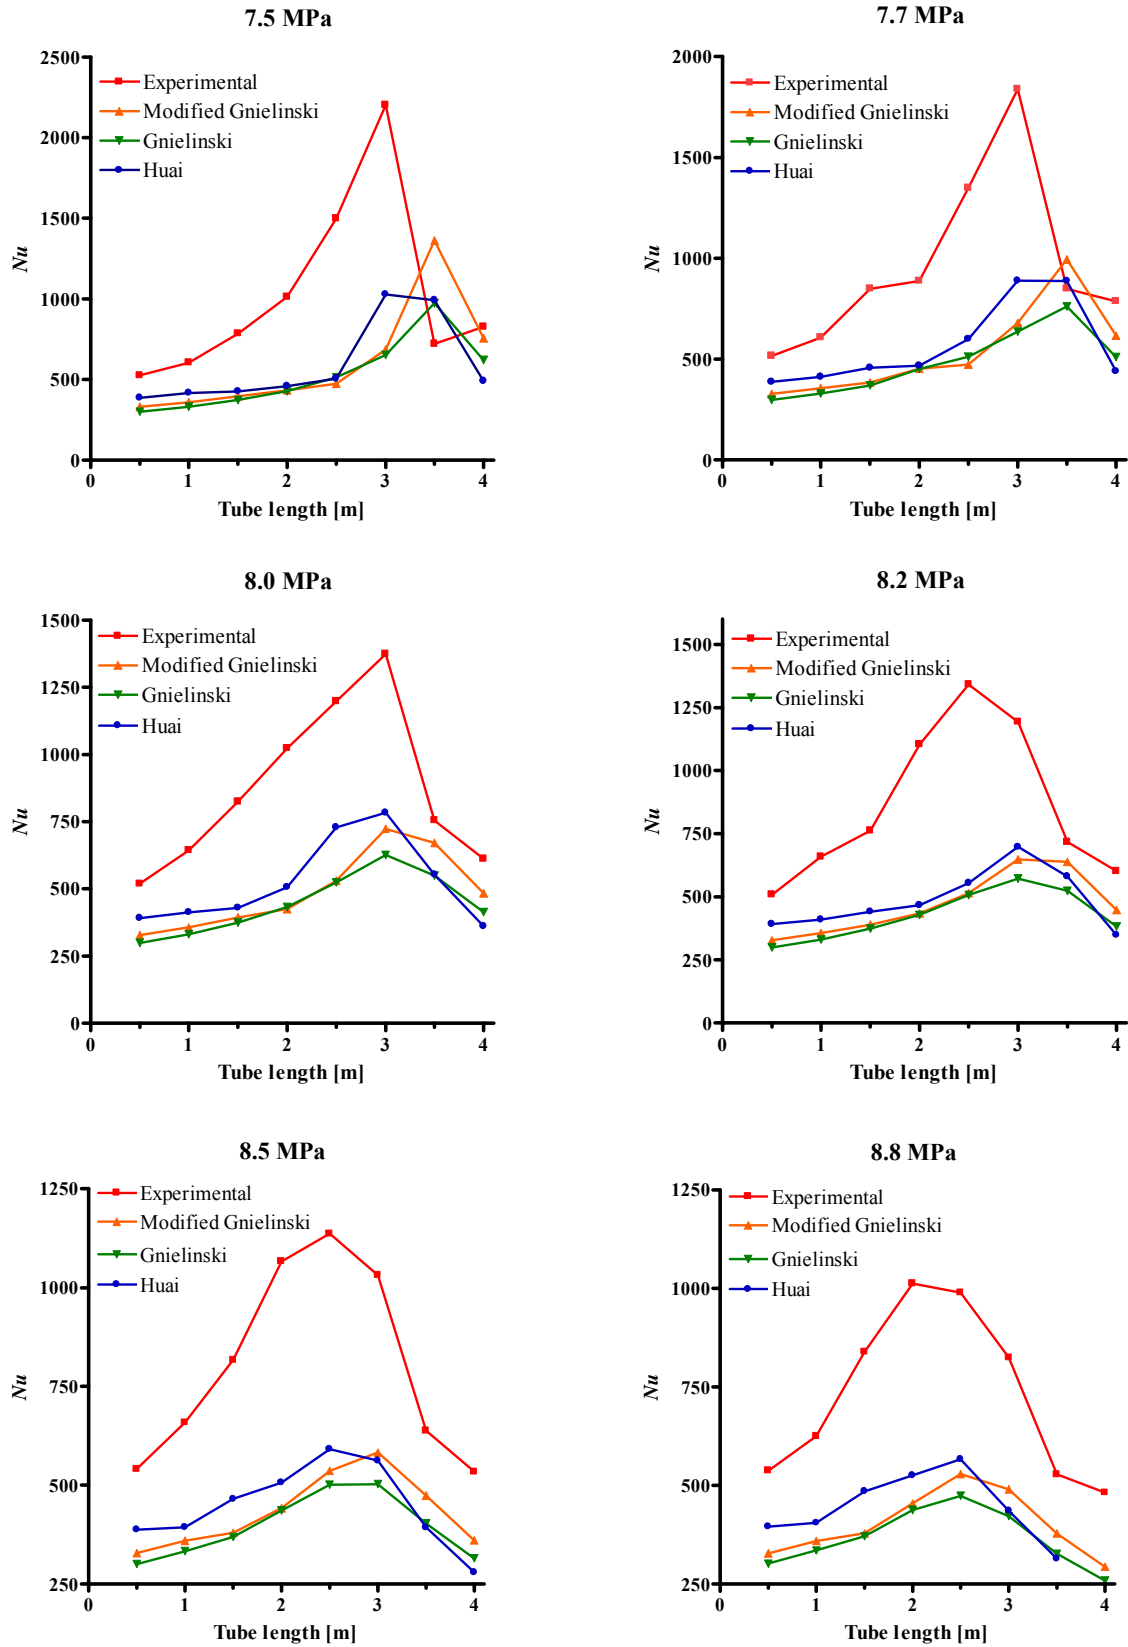 7.5 MPa
2500
2000
1500
1000
500
0
Nu
Experimental
Modified Gnielinski
Gnielinski
Huai
0 1 2 3 4
Tube length [m]
7.7 MPa
2000
1500
1000
500
0
Nu
Experimental
Modified Gnielinski
Gnielinski
Huai
0 1 2 3 4
Tube length [m]
8.0 MPa
1500
1250
1000
750
500
250
0
Nu
Experimental
Modified Gnielinski
Gnielinski
Huai
0 1 2 3 4
Tube length [m]
8.2 MPa
1500
1250
1000
750
500
250
0
Nu
Experimental
Modified Gnielinski
Gnielinski
Huai
0 1 2 3 4
Tube length [m]
8.5 MPa
1250
1000
750
500
250
Nu
Experimental
Modified Gnielinski
Gnielinski
Huai
0 1 2 3 4
Tube length [m]
8.8 MPa
1250
1000
750
500
250
Nu
Experimental
Modified Gnielinski
Gnielinski
Huai
0 1 2 3 4
Tube length [m]